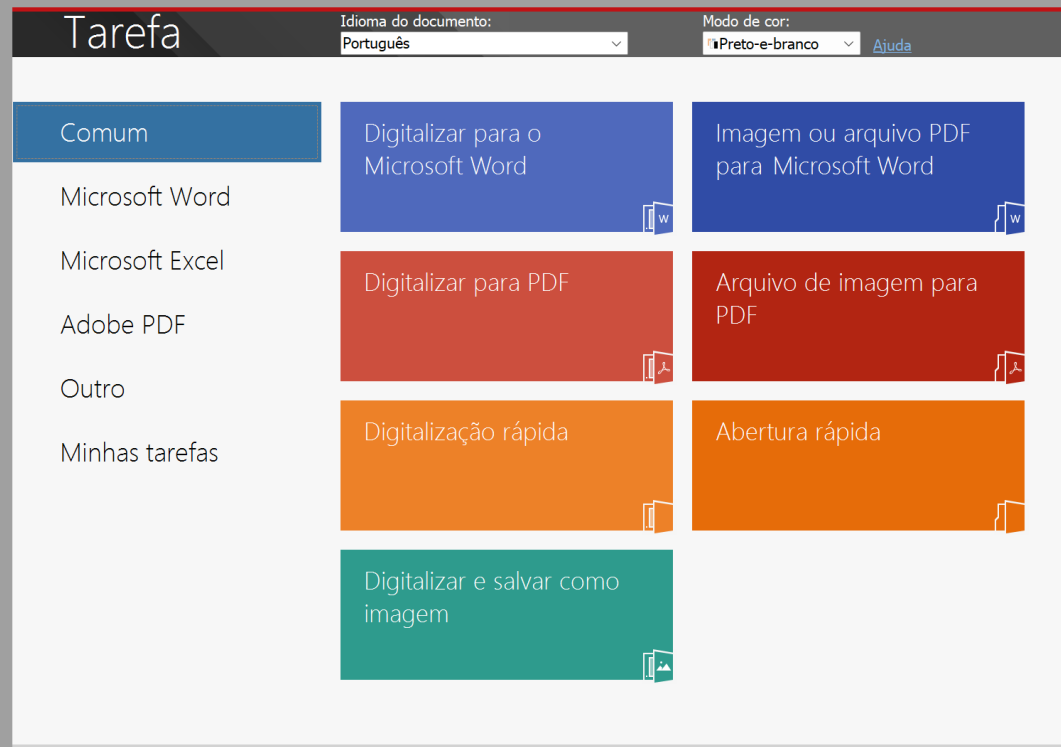 Tarefa
Idioma do documento:
Português
Modo de cor:
Preto-e-branco
Ajuda
Comum
Microsoft Word
Microsoft Excel
Adobe PDF
Outro
Minhas tarefas
Digitalizar para o
Microsoft Word
W
Imagem ou arquivo PDF
para Microsoft Word
W
Digitalizar para PDF
Arquivo de imagem para
PDF
Digitalização rápida
Abertura rápida
Digitalizar e salvar como
imagem